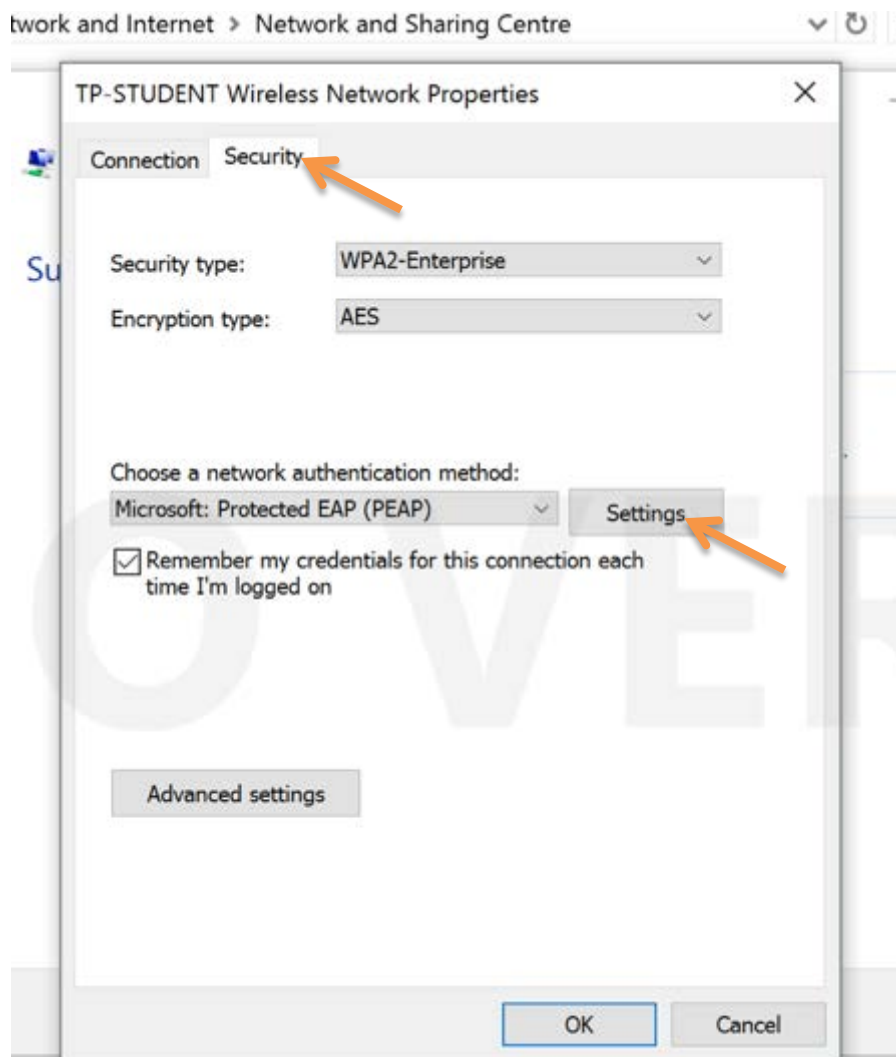 twork and Internet > Network and Sharing Centre
TP-STUDENT Wireless Network Properties
Connection Security
Security type: WPA2-Enterprise
Encryption type: AES
Su
Choose a network authentication method:
Microsoft: Protected EAP (PEAP) Settings
Remember my credentials for this connection each
time I'm logged on
O VER
Advanced settings
OK Cancel